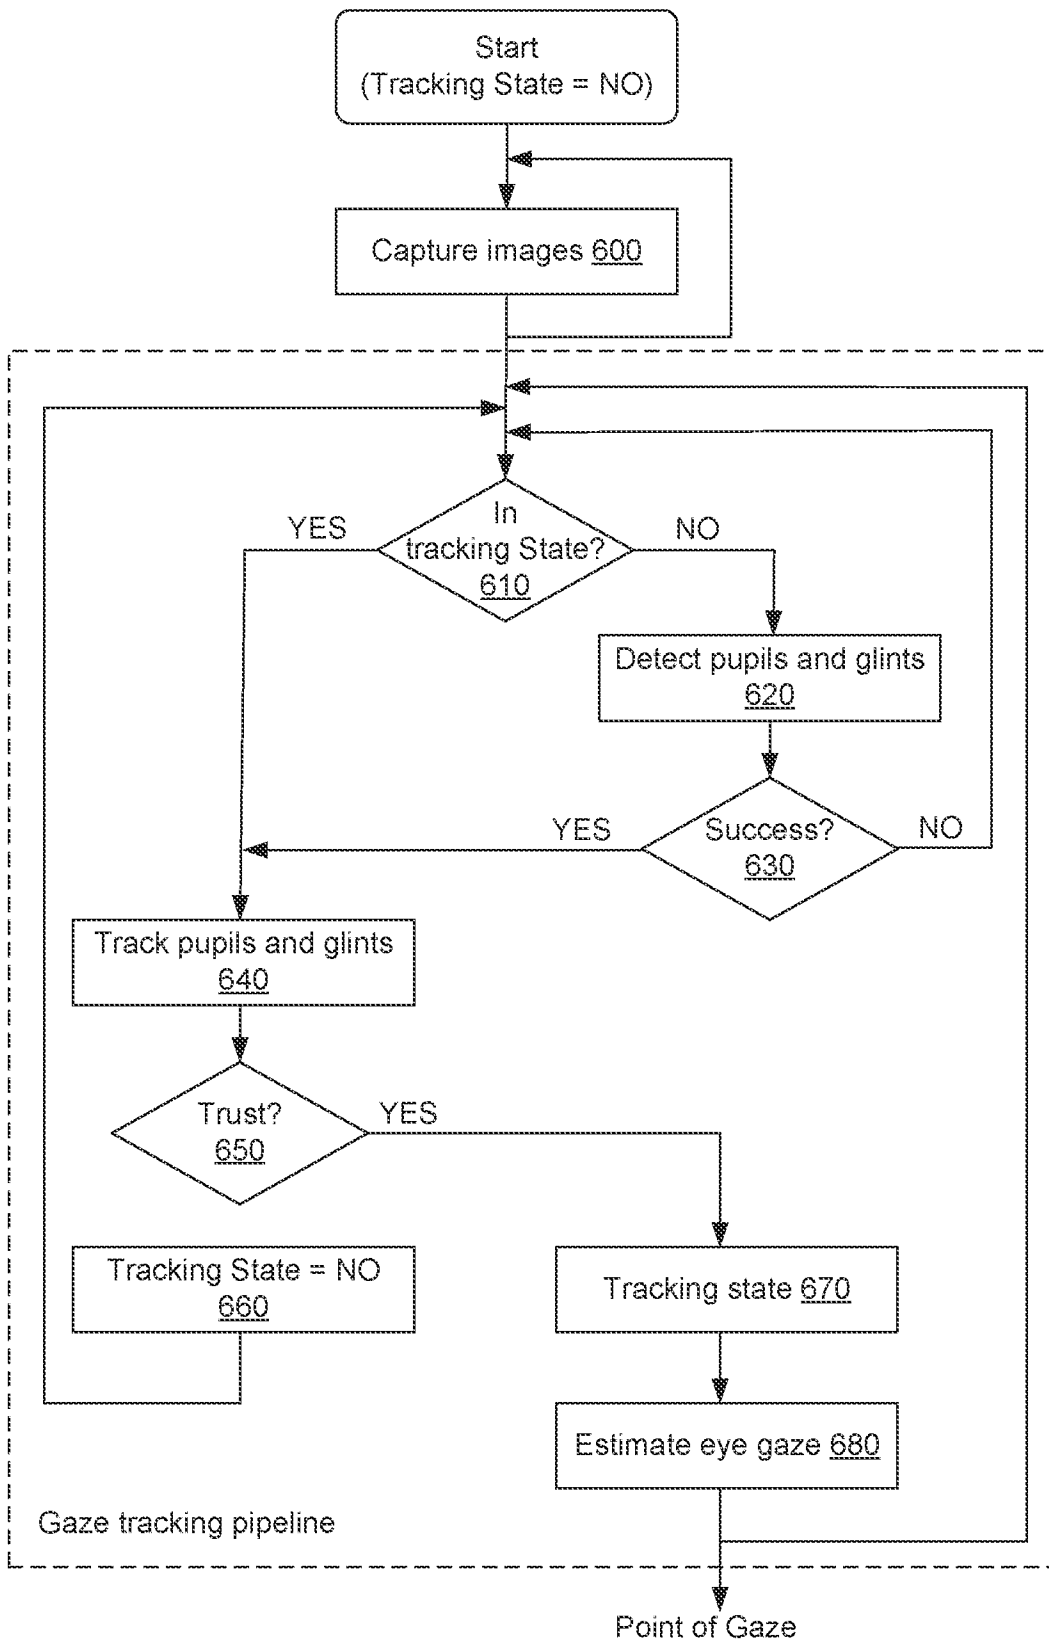 Start
(Tracking State = NO)
Capture images 600
In
tracking State?
610
YES
NO
Detect pupils and glints
620
Success?
630
YES
NO
Track pupils and glints
640
Trust?
650
YES
Tracking State = NO
660
Tracking state 670
Estimate eye gaze 680
Gaze tracking pipeline
Point of Gaze